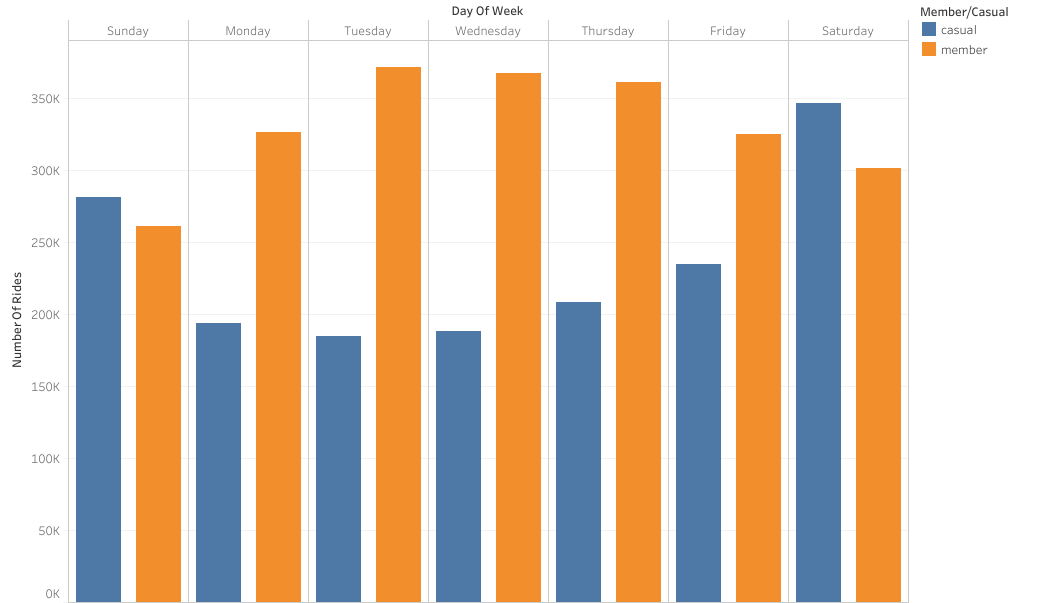 Day Of Week
Sunday Monday Tuesday Wednesday Thursday Friday Saturday
Member/Casual
casual
member
Number Of Rides
350K
300K
250K
200K
150K
100K
50K
0K